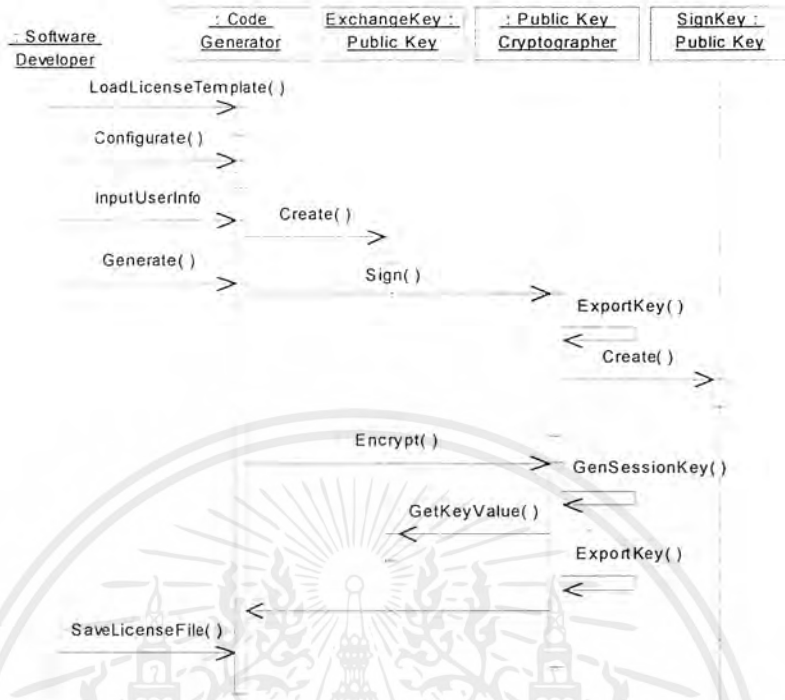 : Software
Developer
: Code
Generator
ExchangeKey :
Public Key
: Public Key
Cryptographer
SignKey :
Public Key
LoadLicenseTemplate( )
Configurate( )
InputUserInfo
Create( )
Generate( )
Sign( )
ExportKey( )
Create( )
Encrypt( )
GenSessionKey( )
GetKeyValue( )
ExportKey( )
SaveLicenseFile( )